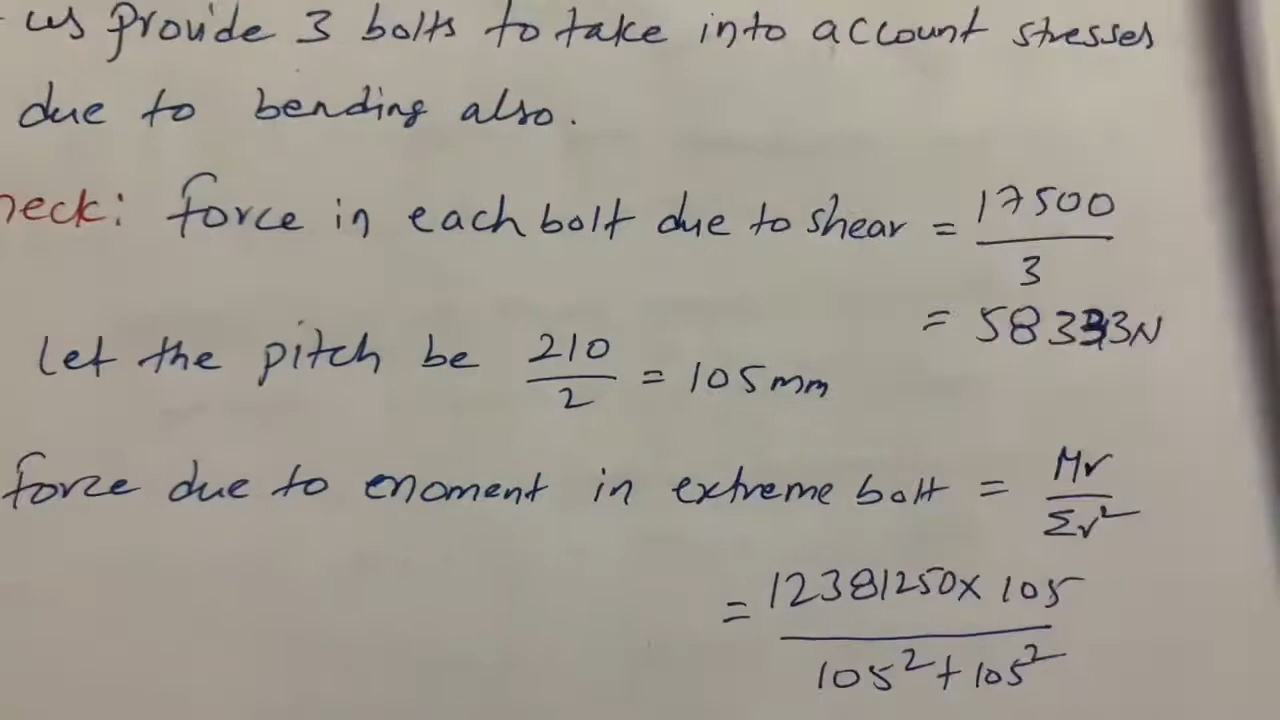 us provide 3 bolts to take into account stresses
due to bending also.
heck: force in each bolt due to shear = 17500 / 3
= 58333N
Let the pitch be 210 / 2 = 105mm
force due to moment in extreme bolt = Mr / Σr²
= 12381250 x 105 / 105² + 105²